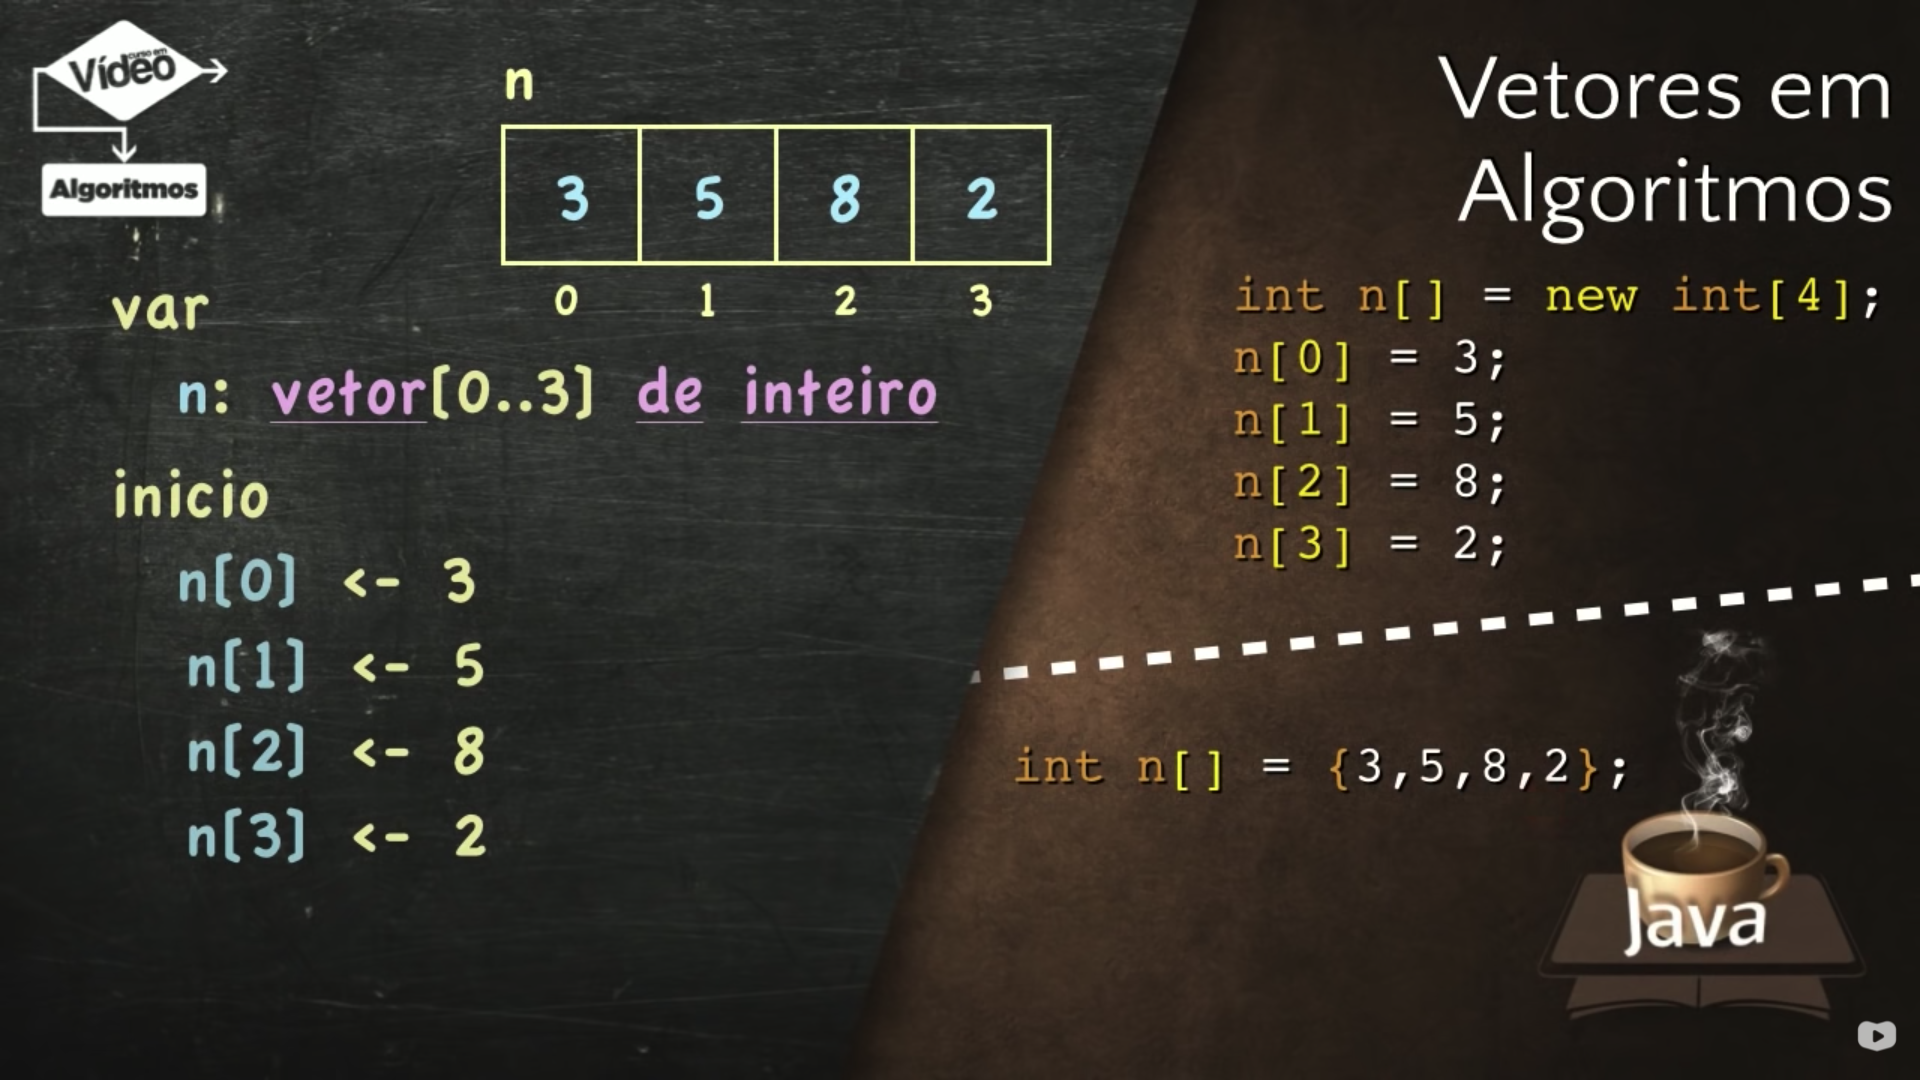 curso em
Vídeo
Algoritmos
n
3 5 8 2
0 1 2 3
var
n: vetor[0..3] de inteiro
inicio
n[0] <- 3
n[1] <- 5
n[2] <- 8
n[3] <- 2
Vetores em
Algoritmos
int n[] = new int[4];
n[0] = 3;
n[1] = 5;
n[2] = 8;
n[3] = 2;
int n[] = {3,5,8,2};
Java